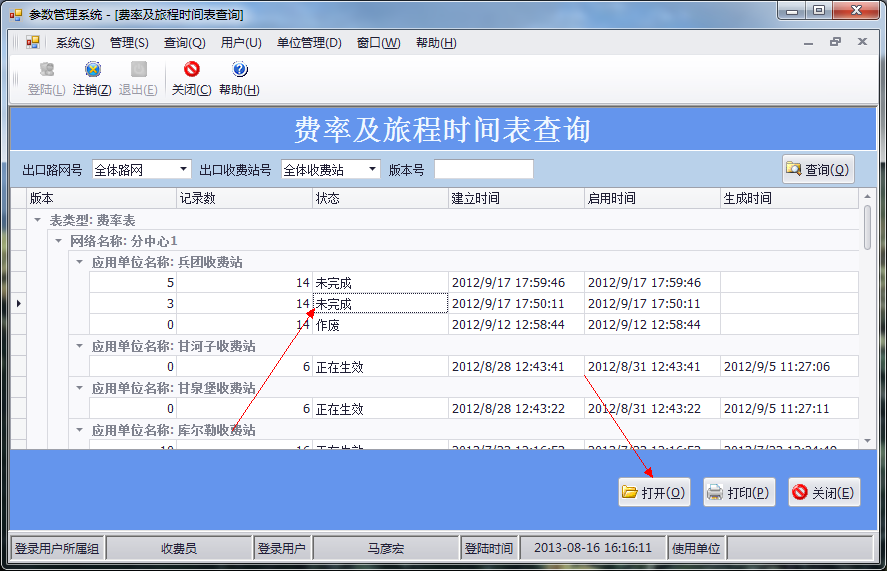 参数管理系统 - [费率及旅程时间表查询]
系统(S) 管理(S) 查询(Q) 用户(U) 单位管理(D) 窗口(W) 帮助(H)
登陆(L) 注销(Z) 退出(E) 关闭(C) 帮助(H)
费率及旅程时间表查询
出口路网号 全体路网 出口收费站号 全体收费站 版本号 查询(Q)
版本 记录数 状态 建立时间 启用时间 生成时间
表类型: 费率表
网络名称: 分中心1
应用单位名称: 兵团收费站
5 14 未完成 2012/9/17 17:59:46 2012/9/17 17:59:46
3 14 未完成 2012/9/17 17:50:11 2012/9/17 17:50:11
0 14 作废 2012/9/12 12:58:44 2012/9/12 12:58:44
应用单位名称: 甘河子收费站
0 6 正在生效 2012/8/28 12:43:41 2012/8/31 12:43:41 2012/9/5 11:27:06
应用单位名称: 甘泉堡收费站
0 6 正在生效 2012/8/28 12:43:22 2012/8/31 12:43:22 2012/9/5 11:27:11
应用单位名称: 库尔勒收费站
打开(O) 打印(P) 关闭(E)
登录用户所属组 收费员 登录用户 马彦宏 登陆时间 2013-08-16 16:16:11 使用单位